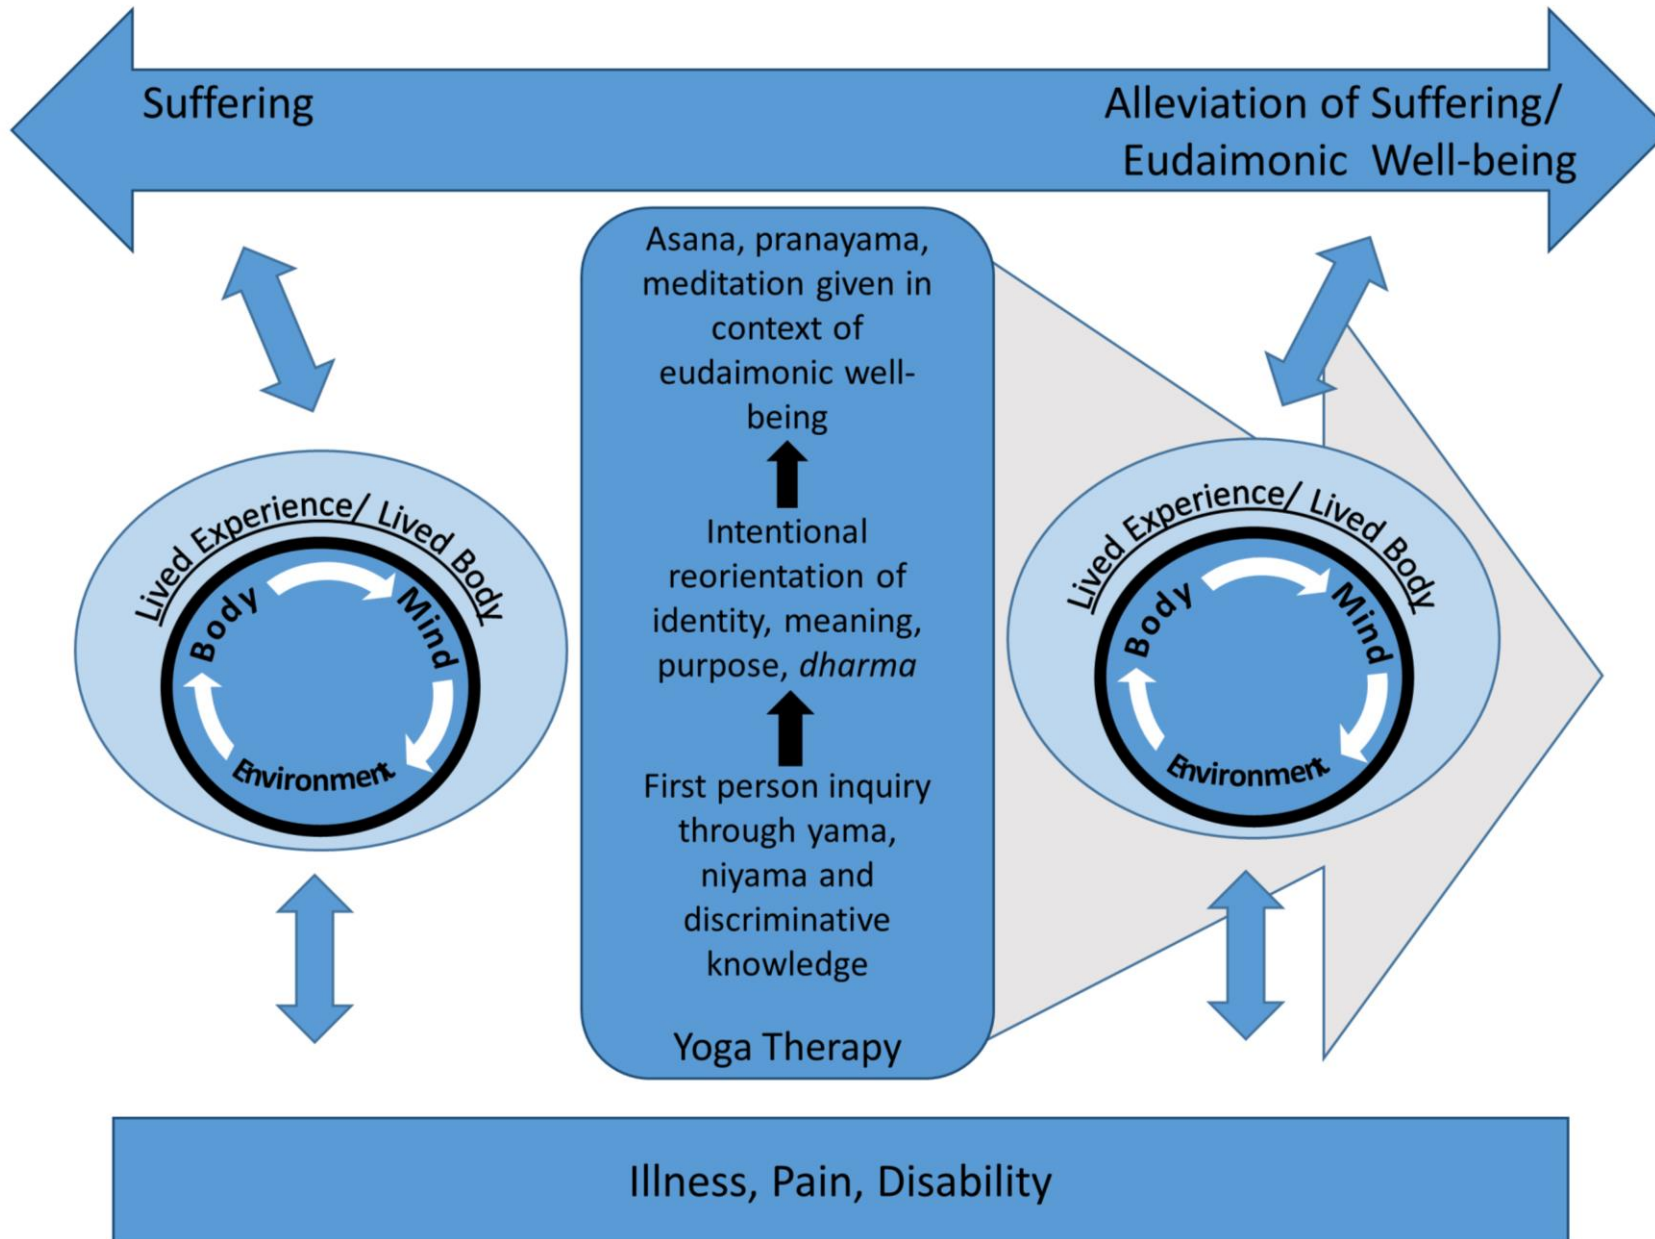 Suffering
Alleviation of Suffering/
Eudaimonic Well-being
Asana, pranayama,
meditation given in
context of
eudaimonic well-
being
Intentional
reorientation of
identity, meaning,
purpose, dharma
First person inquiry
through yama,
niyama and
discriminative
knowledge
Yoga Therapy
Lived Experience/ Lived Body
Body
Mind
Environment
Lived Experience/ Lived Body
Body
Mind
Environment
Illness, Pain, Disability